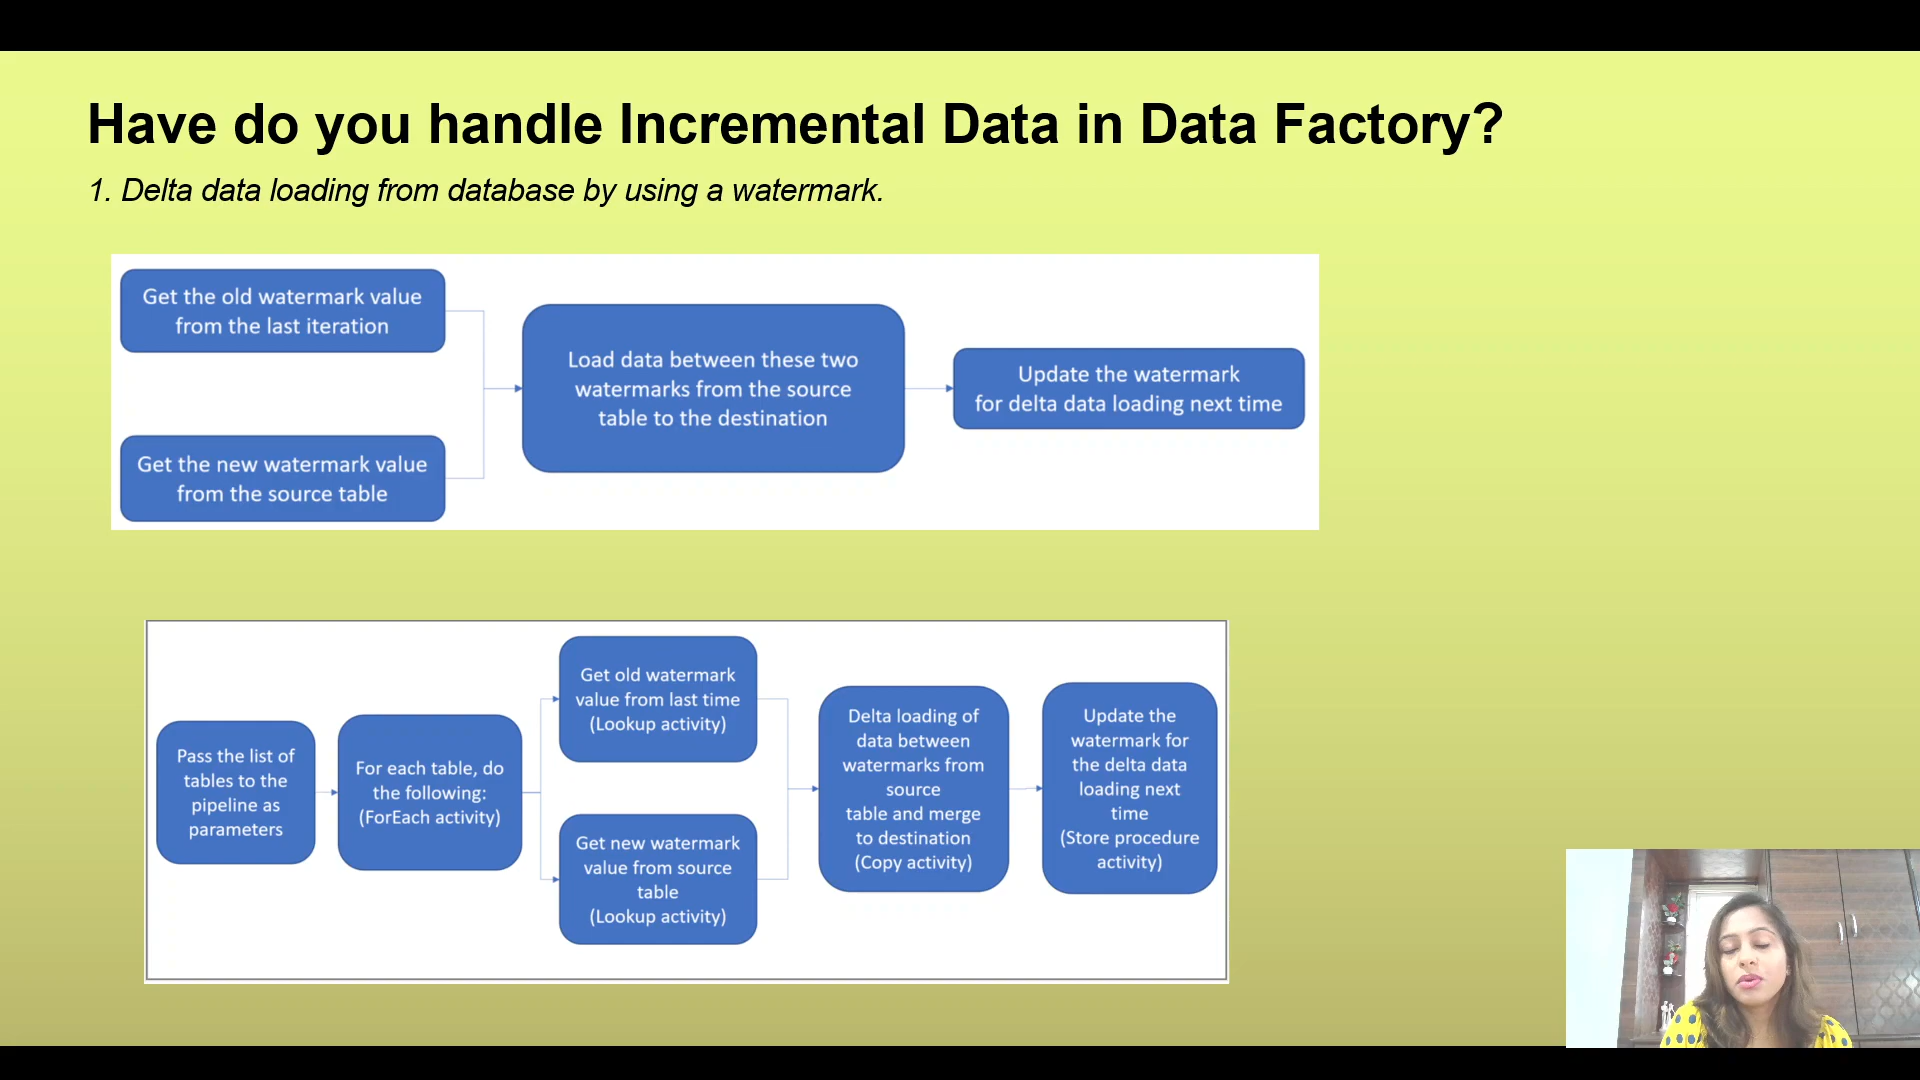 Have do you handle Incremental Data in Data Factory?
1. Delta data loading from database by using a watermark.
Get the old watermark value
from the last iteration
Get the new watermark value
from the source table
Load data between these two
watermarks from the source
table to the destination
Update the watermark
for delta data loading next time
Pass the list of
tables to the
pipeline as
parameters
For each table, do
the following:
(ForEach activity)
Get old watermark
value from last time
(Lookup activity)
Get new watermark
value from source
table
(Lookup activity)
Delta loading of
data between
watermarks from
source
table and merge
to destination
(Copy activity)
Update the
watermark for
the delta data
loading next
time
(Store procedure
activity)